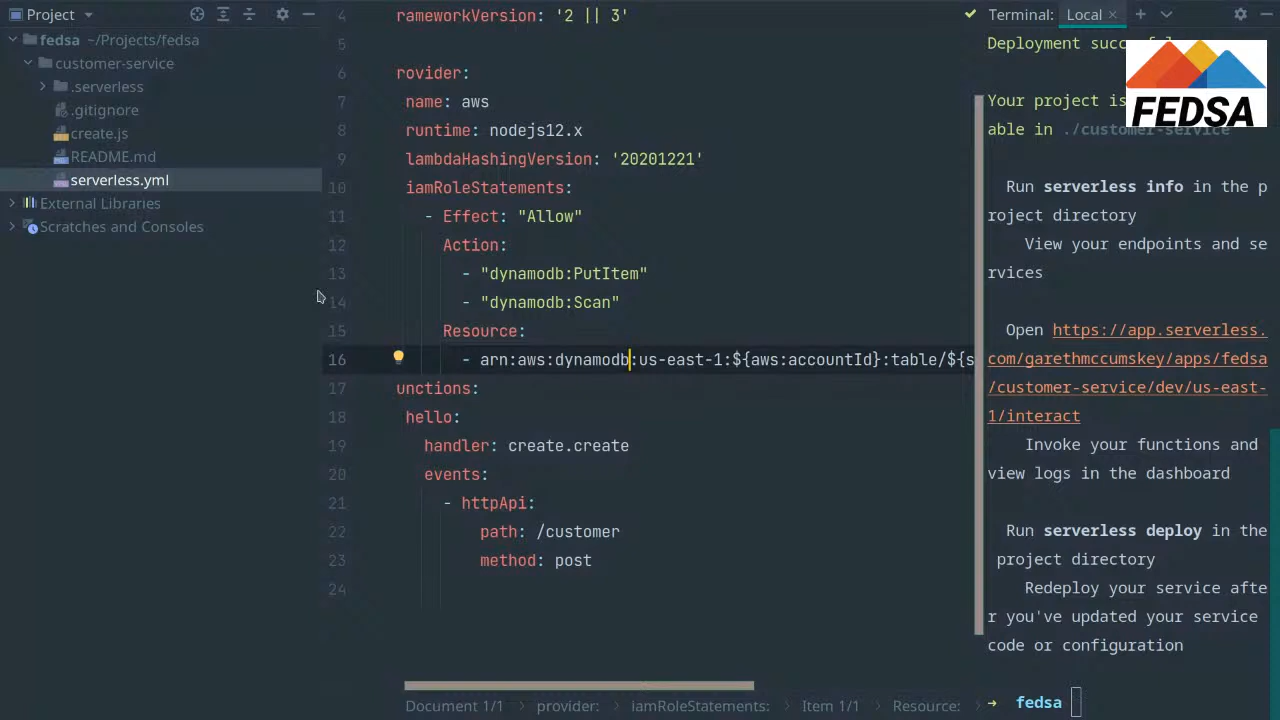 Project
fedsa ~/Projects/fedsa
customer-service
.serverless
.gitignore
create.js
README.md
serverless.yml
External Libraries
Scratches and Consoles
4 rameworkVersion: '2 || 3'
5
6 rovider:
7 name: aws
8 runtime: nodejs12.x
9 lambdaHashingVersion: '20201221'
10 iamRoleStatements:
11 - Effect: "Allow"
12 Action:
13 - "dynamodb:PutItem"
14 - "dynamodb:Scan"
15 Resource:
16 - arn:aws:dynamodb:us-east-1:${aws:accountId}:table/${s
17 unctions:
18 hello:
19 handler: create.create
20 events:
21 - httpApi:
22 path: /customer
23 method: post
24
Document 1/1 provider: iamRoleStatements: Item 1/1 Resource:
Terminal: Local
Deployment
FEDSA
Your project is
able in ./customer-service
Run serverless info in the p
roject directory
View your endpoints and se
rvices
Open https://app.serverless.
com/garethmccumskey/apps/fedsa
/customer-service/dev/us-east-
1/interact
Invoke your functions and
view logs in the dashboard
Run serverless deploy in the
project directory
Redeploy your service afte
r you've updated your service
code or configuration
→ fedsa